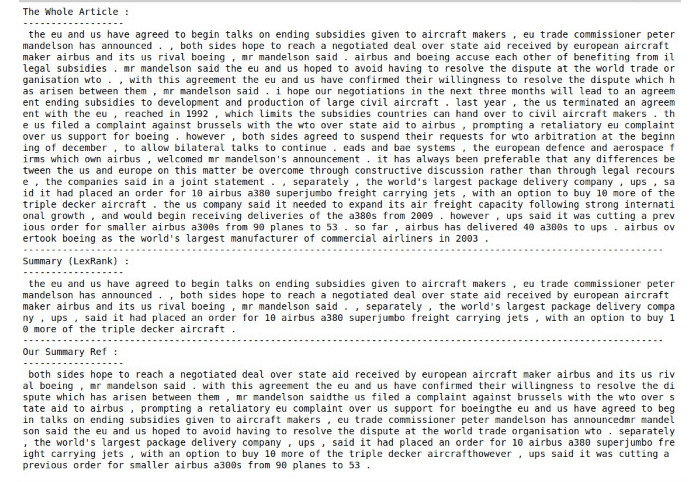 The Whole Article :
------------------
the eu and us have agreed to begin talks on ending subsidies given to aircraft makers , eu trade commissioner peter
mandelson has announced . , both sides hope to reach a negotiated deal over state aid received by european aircraft
maker airbus and its us rival boeing , mr mandelson said . airbus and boeing accuse each other of benefiting from il
legal subsidies . mr mandelson said the eu and us hoped to avoid having to resolve the dispute at the world trade or
ganisation wto . , with this agreement the eu and us have confirmed their willingness to resolve the dispute which h
as arisen between them , mr mandelson said . i hope our negotiations in the next three months will lead to an agreem
ent ending subsidies to development and production of large civil aircraft . last year , the us terminated an agreem
ent with the eu , reached in 1992 , which limits the subsidies countries can hand over to civil aircraft makers . th
e us filed a complaint against brussels with the wto over state aid to airbus , prompting a retaliatory eu complaint
over us support for boeing . however , both sides agreed to suspend their requests for wto arbitration at the beginn
ing of december , to allow bilateral talks to continue . eads and bae systems , the european defence and aerospace f
irms which own airbus , welcomed mr mandelson's announcement . it has always been preferable that any differences be
tween the us and europe on this matter be overcome through constructive discussion rather than through legal recours
e , the companies said in a joint statement . , separately , the world's largest package delivery company , ups , sa
id it had placed an order for 10 airbus a380 superjumbo freight carrying jets , with an option to buy 10 more of the
triple decker aircraft . the us company said it needed to expand its air freight capacity following strong internati
onal growth , and would begin receiving deliveries of the a380s from 2009 . however , ups said it was cutting a prev
ious order for smaller airbus a300s from 90 planes to 53 . so far , airbus has delivered 40 a300s to ups . airbus ov
ertook boeing as the world's largest manufacturer of commercial airliners in 2003 .
------------------------------------------------------------------------------------------------------------------
Summary (LexRank) :
------------------
the eu and us have agreed to begin talks on ending subsidies given to aircraft makers , eu trade commissioner peter
mandelson has announced . , both sides hope to reach a negotiated deal over state aid received by european aircraft
maker airbus and its us rival boeing , mr mandelson said . , separately , the world's largest package delivery compa
ny , ups , said it had placed an order for 10 airbus a380 superjumbo freight carrying jets , with an option to buy 1
0 more of the triple decker aircraft .
------------------------------------------------------------------------------------------------------------------
Our Summary Ref :
------------------
both sides hope to reach a negotiated deal over state aid received by european aircraft maker airbus and its us riv
al boeing , mr mandelson said . with this agreement the eu and us have confirmed their willingness to resolve the di
spute which has arisen between them , mr mandelson saidthe us filed a complaint against brussels with the wto over s
tate aid to airbus , prompting a retaliatory eu complaint over us support for boeingthe eu and us have agreed to beg
in talks on ending subsidies given to aircraft makers , eu trade commissioner peter mandelson has announcedmr mandel
son said the eu and us hoped to avoid having to resolve the dispute at the world trade organisation wto . separately
, the world's largest package delivery company , ups , said it had placed an order for 10 airbus a380 superjumbo fre
ight carrying jets , with an option to buy 10 more of the triple decker aircrafthowever , ups said it was cutting a
previous order for smaller airbus a300s from 90 planes to 53 .